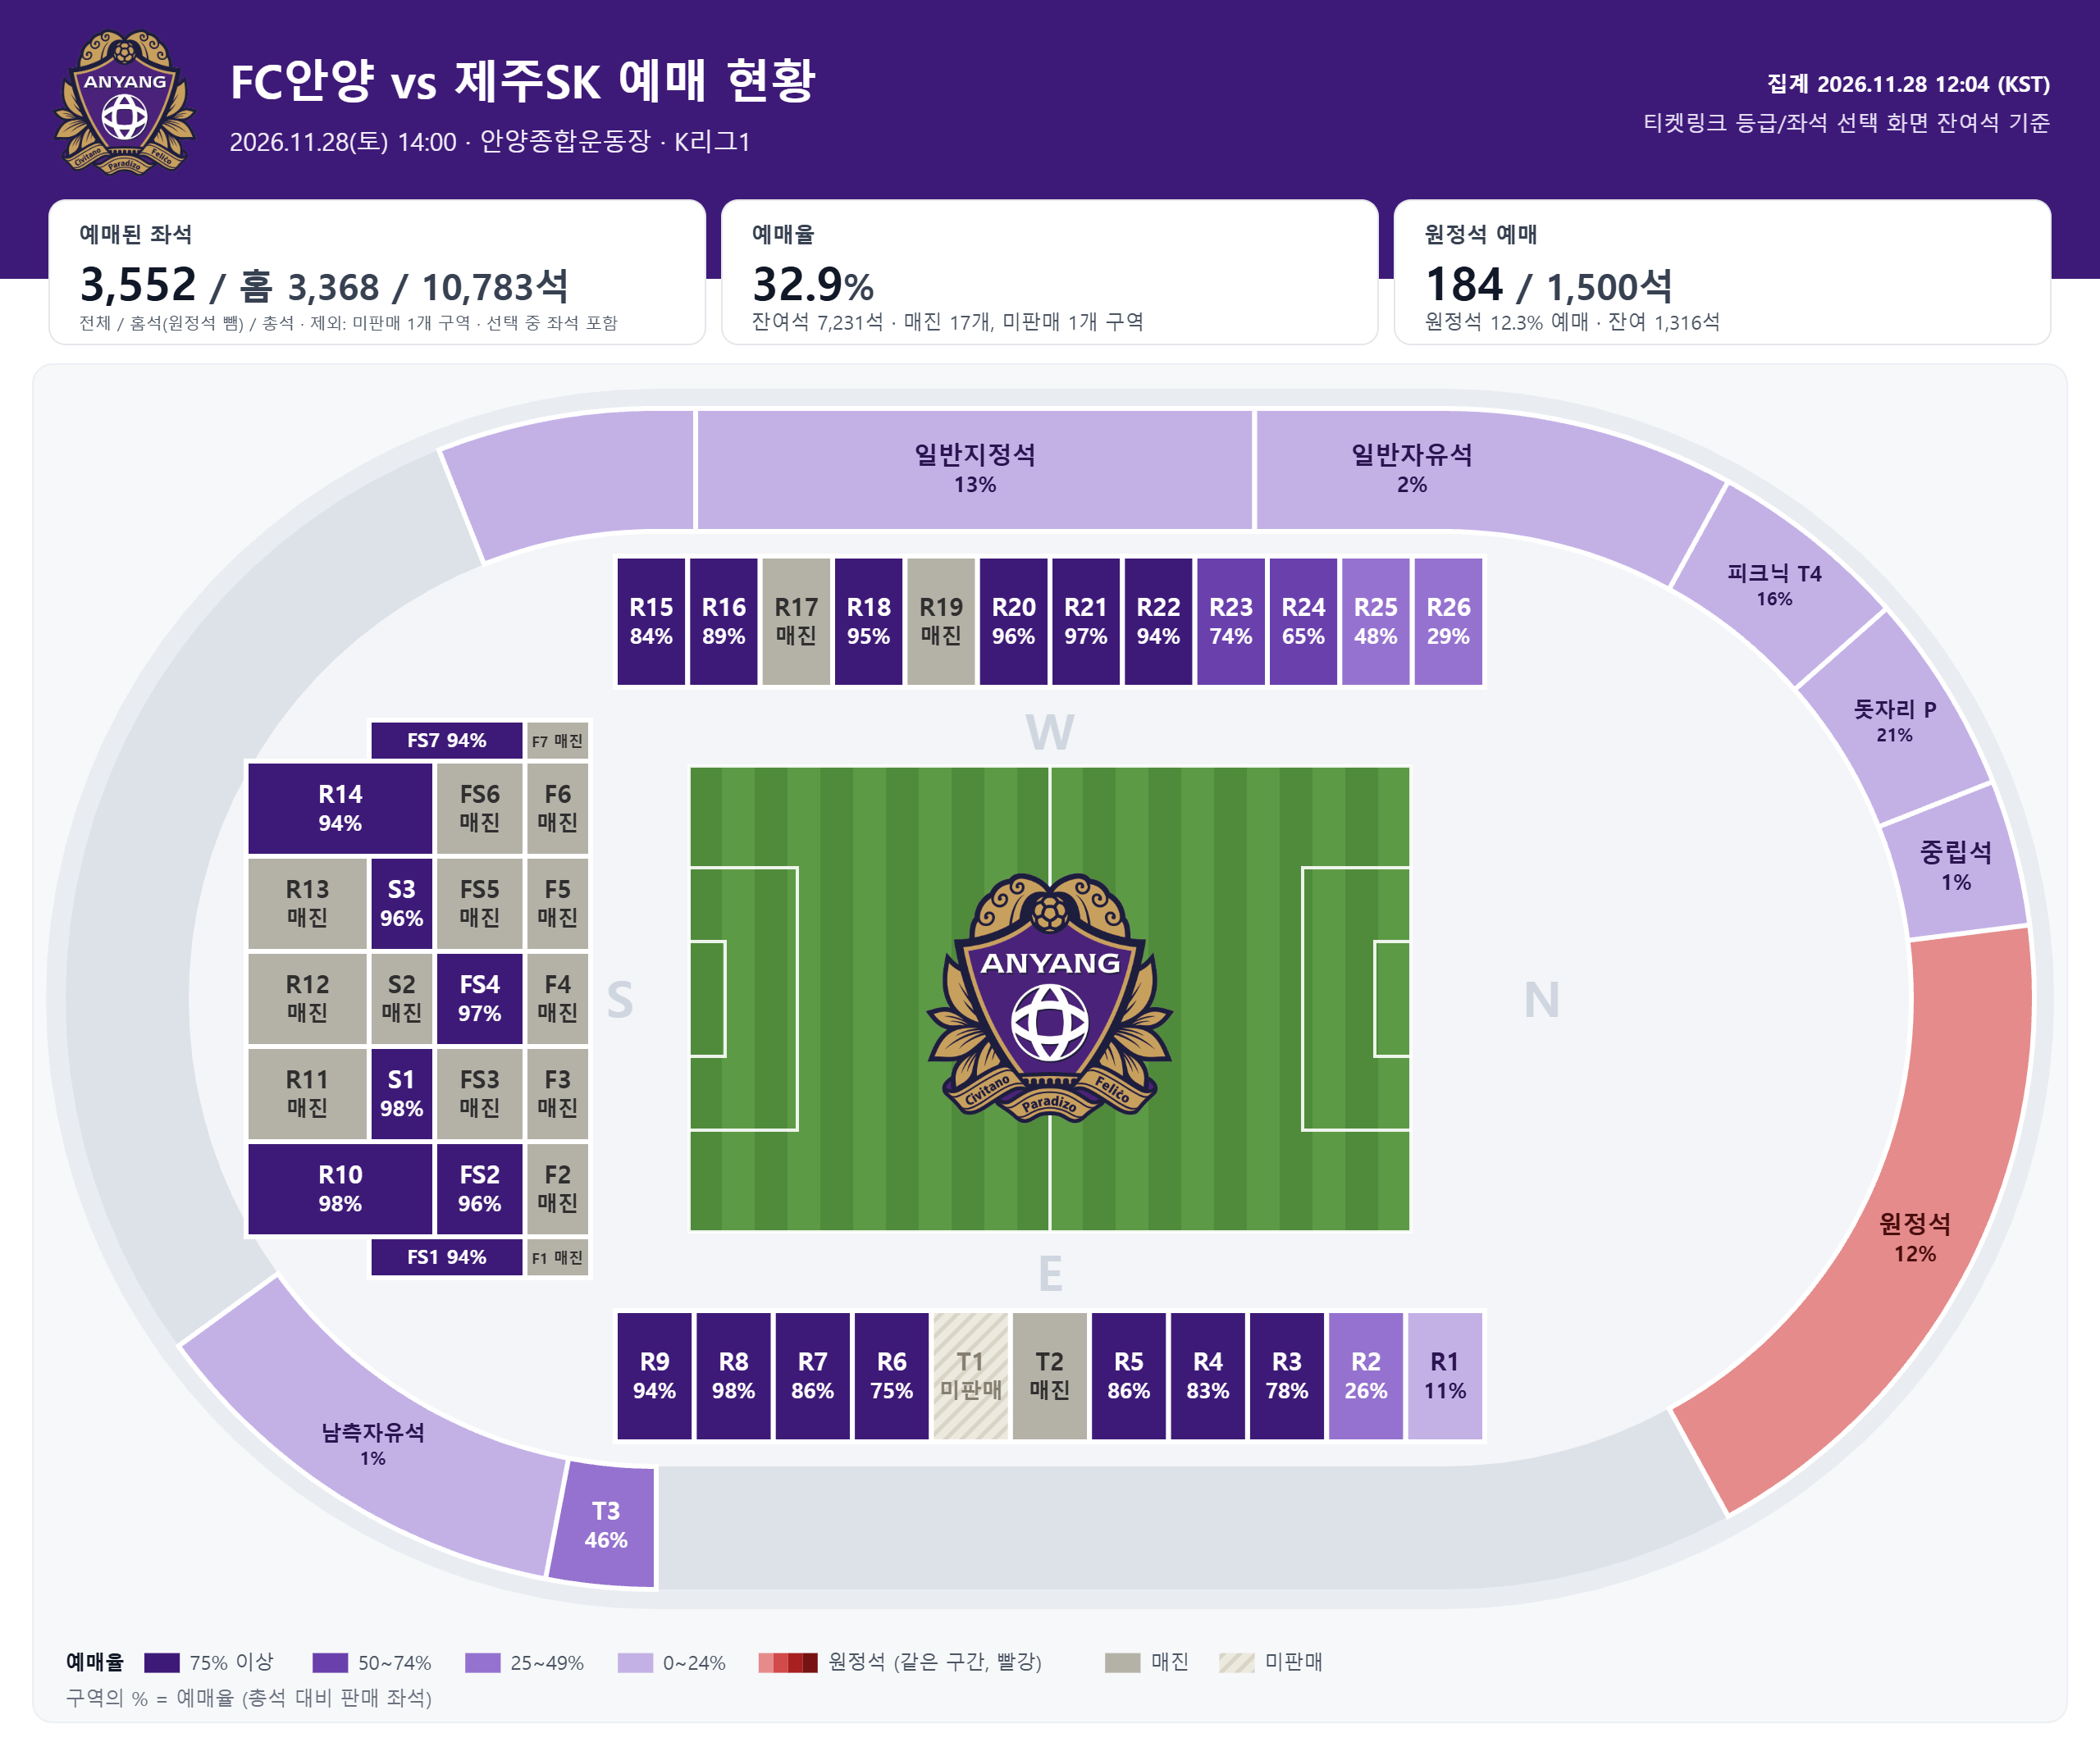 ANYANG
Civitano Paradizo Feliĉo
FC안양 vs 제주SK 예매 현황
2026.11.28(토) 14:00 · 안양종합운동장 · K리그1
집계 2026.11.28 12:04 (KST)
티켓링크 등급/좌석 선택 화면 잔여석 기준
예매된 좌석
3,552 / 홈 3,368 / 10,783석
전체 / 홈석(원정석 뺌) / 총석 · 제외: 미판매 1개 구역 · 선택 중 좌석 포함
예매율
32.9%
잔여석 7,231석 · 매진 17개, 미판매 1개 구역
원정석 예매
184 / 1,500석
원정석 12.3% 예매 · 잔여 1,316석
일반지정석
13%
일반자유석
2%
피크닉 T4
16%
돗자리 P
21%
중립석
1%
원정석
12%
R15
84%
R16
89%
R17
매진
R18
95%
R19
매진
R20
96%
R21
97%
R22
94%
R23
74%
R24
65%
R25
48%
R26
29%
W
FS7 94%
F7 매진
R14
94%
FS6
매진
F6
매진
R13
매진
S3
96%
FS5
매진
F5
매진
R12
매진
S2
매진
FS4
97%
F4
매진
R11
매진
S1
98%
FS3
매진
F3
매진
R10
98%
FS2
96%
F2
매진
FS1 94%
F1 매진
S
ANYANG
Civitano Paradizo Feliĉo
N
E
R9
94%
R8
98%
R7
86%
R6
75%
T1
미판매
T2
매진
R5
86%
R4
83%
R3
78%
R2
26%
R1
11%
남측자유석
1%
T3
46%
예매율 75% 이상 50~74% 25~49% 0~24% 원정석 (같은 구간, 빨강) 매진 미판매
구역의 % = 예매율 (총석 대비 판매 좌석)